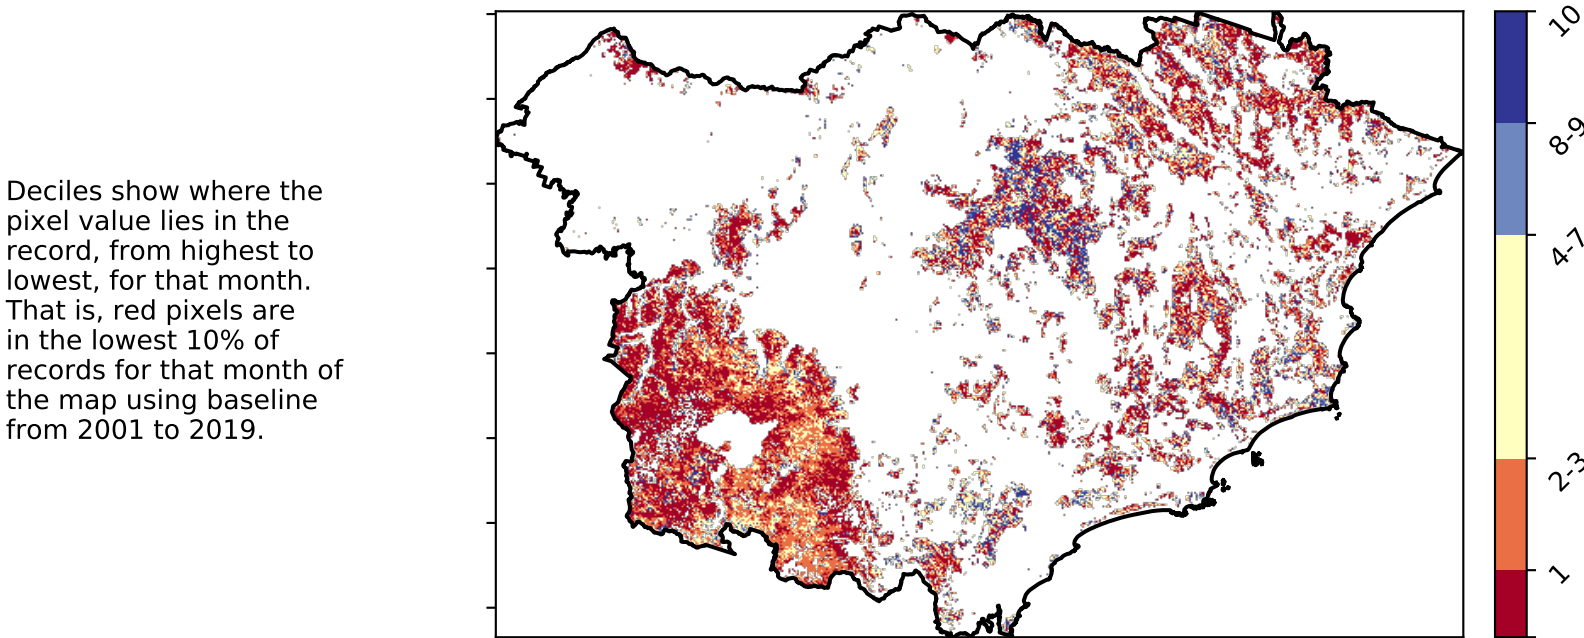 Deciles show where the
pixel value lies in the
record, from highest to
lowest, for that month.
That is, red pixels are
in the lowest 10% of
records for that month of
the map using baseline
from 2001 to 2019.
10
8-9
4-7
2-3
1